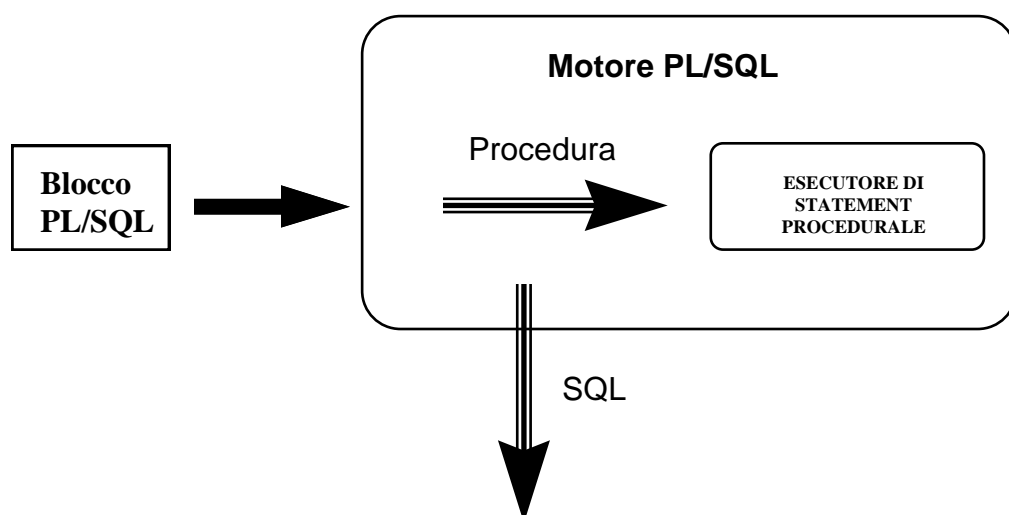 Motore PL/SQL
Procedura
Blocco
PL/SQL
ESECUTORE DI
STATEMENT
PROCEDURALE
SQL